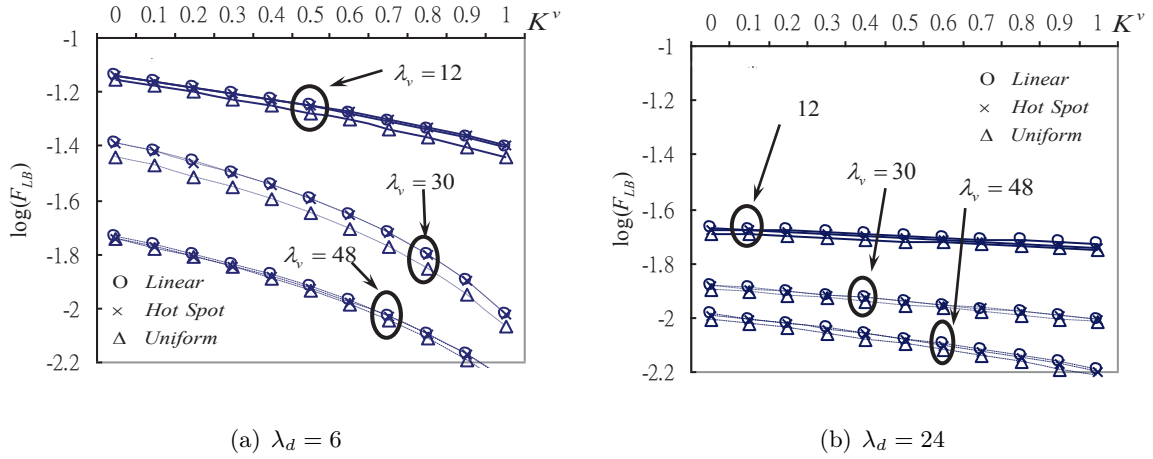 0 0.1 0.2 0.3 0.4 0.5 0.6 0.7 0.8 0.9 1 K^v
-1
-1.2
-1.4
-1.6
-1.8
-2
-2.2
log(F_LB)
λ_v = 12
λ_v = 30
λ_v = 48
Linear
Hot Spot
Uniform
(a) λ_d = 6
0 0.1 0.2 0.3 0.4 0.5 0.6 0.7 0.8 0.9 1 K^v
-1
-1.2
-1.4
-1.6
-1.8
-2
-2.2
log(F_LB)
Linear
Hot Spot
Uniform
12
λ_v = 30
λ_v = 48
(b) λ_d = 24